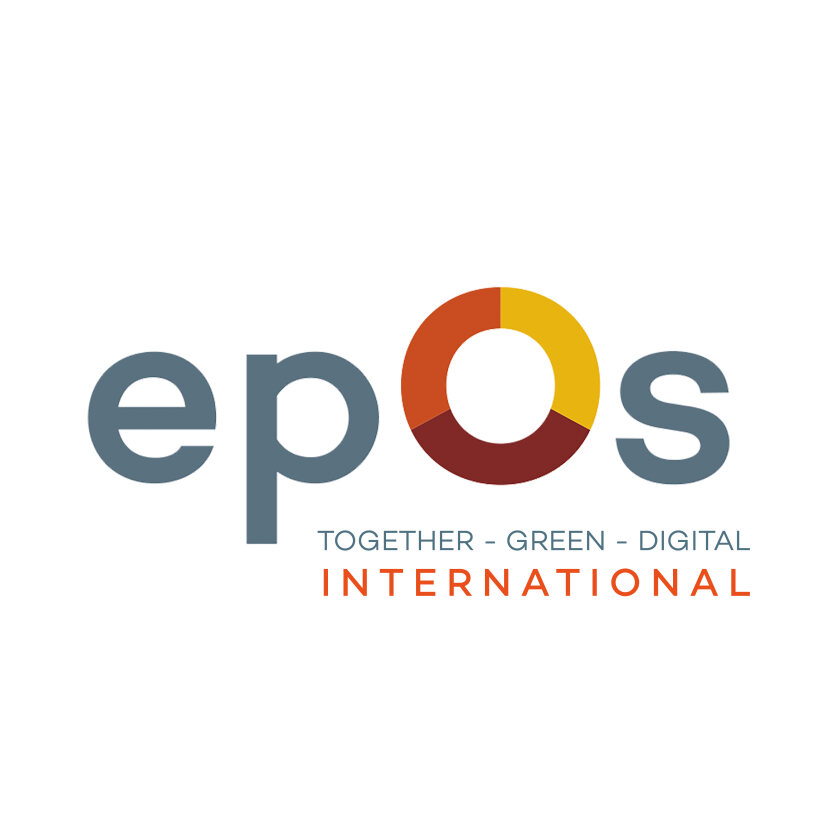 epOs
TOGETHER - GREEN - DIGITAL
INTERNATIONAL